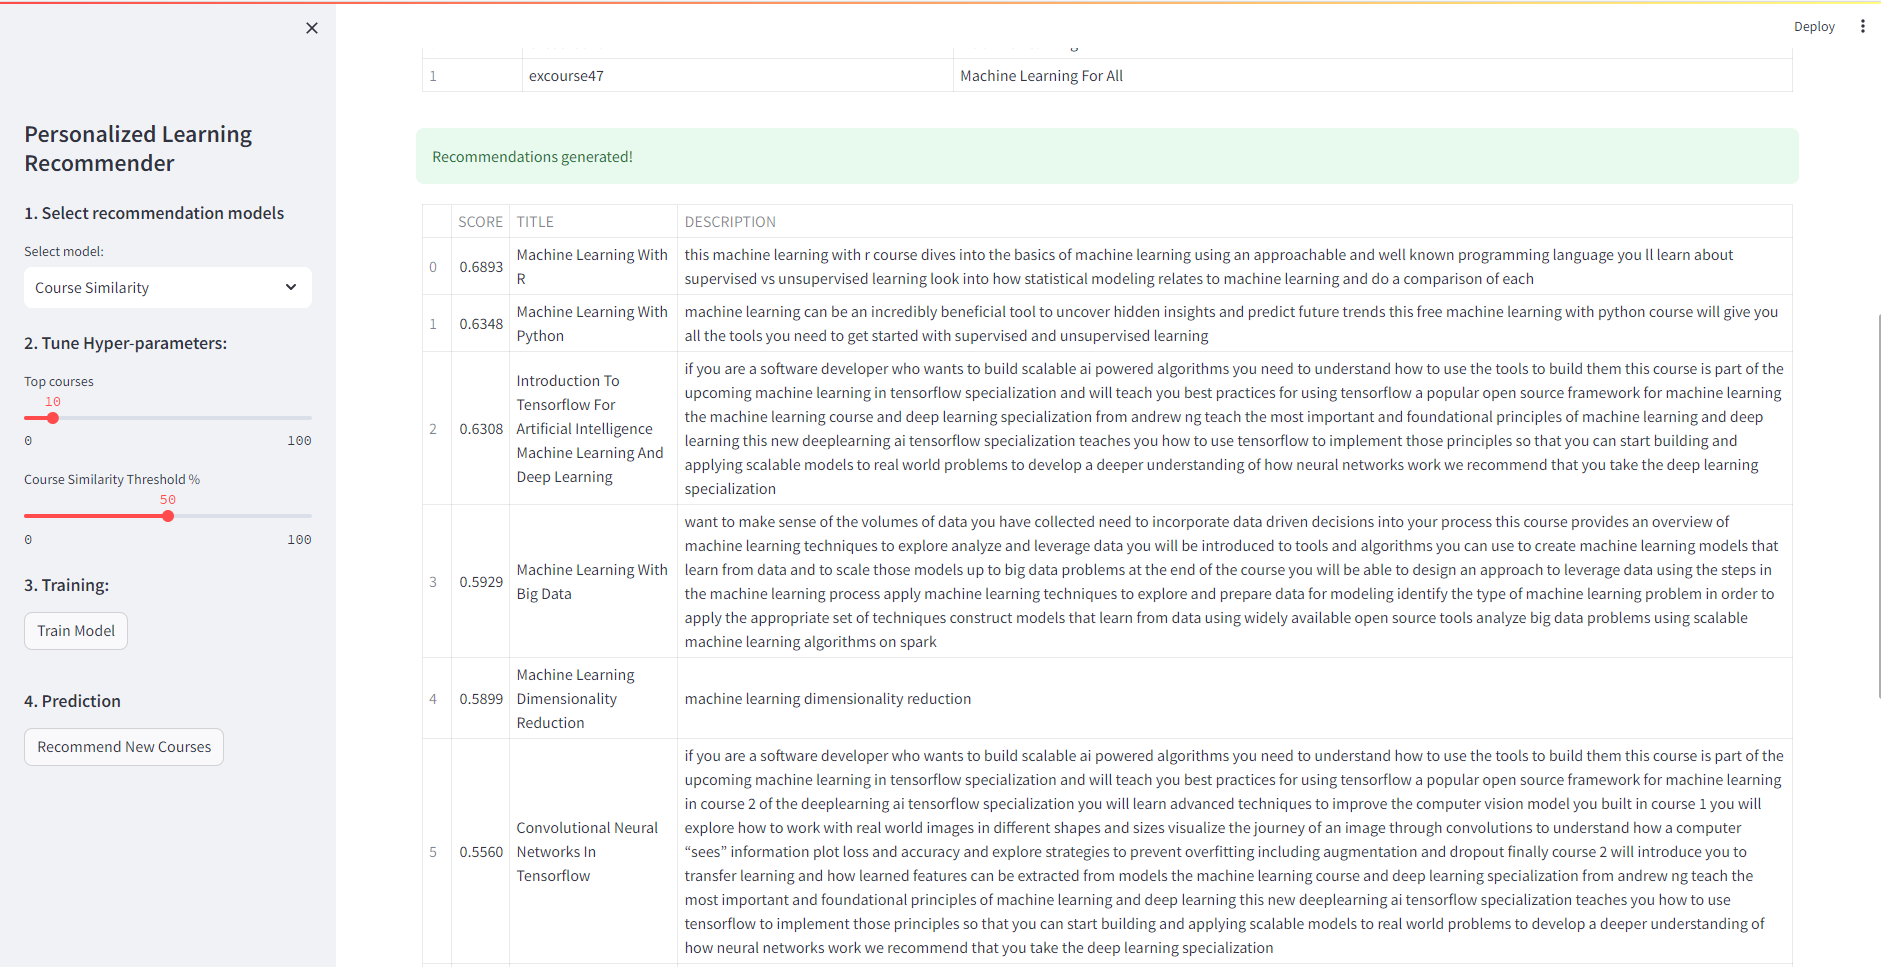 Deploy
Personalized Learning
Recommender
1. Select recommendation models
Select model:
Course Similarity
2. Tune Hyper-parameters:
Top courses
10
0 100
Course Similarity Threshold %
50
0 100
3. Training:
Train Model
4. Prediction
Recommend New Courses
1 excourse47 Machine Learning For All
Recommendations generated!
SCORE TITLE DESCRIPTION
0 0.6893
Machine Learning With
R
this machine learning with r course dives into the basics of machine learning using an approachable and well known programming language you ll learn about
supervised vs unsupervised learning look into how statistical modeling relates to machine learning and do a comparison of each
1 0.6348
Machine Learning With
Python
machine learning can be an incredibly beneficial tool to uncover hidden insights and predict future trends this free machine learning with python course will give you
all the tools you need to get started with supervised and unsupervised learning
2 0.6308
Introduction To
Tensorflow For
Artificial Intelligence
Machine Learning And
Deep Learning
if you are a software developer who wants to build scalable ai powered algorithms you need to understand how to use the tools to build them this course is part of the
upcoming machine learning in tensorflow specialization and will teach you best practices for using tensorflow a popular open source framework for machine learning
the machine learning course and deep learning specialization from andrew ng teach the most important and foundational principles of machine learning and deep
learning this new deeplearning ai tensorflow specialization teaches you how to use tensorflow to implement those principles so that you can start building and
applying scalable models to real world problems to develop a deeper understanding of how neural networks work we recommend that you take the deep learning
specialization
3 0.5929
Machine Learning With
Big Data
want to make sense of the volumes of data you have collected need to incorporate data driven decisions into your process this course provides an overview of
machine learning techniques to explore analyze and leverage data you will be introduced to tools and algorithms you can use to create machine learning models that
learn from data and to scale those models up to big data problems at the end of the course you will be able to design an approach to leverage data using the steps in
the machine learning process apply machine learning techniques to explore and prepare data for modeling identify the type of machine learning problem in order to
apply the appropriate set of techniques construct models that learn from data using widely available open source tools analyze big data problems using scalable
machine learning algorithms on spark
4 0.5899
Machine Learning
Dimensionality
Reduction
machine learning dimensionality reduction
5 0.5560
Convolutional Neural
Networks In
Tensorflow
if you are a software developer who wants to build scalable ai powered algorithms you need to understand how to use the tools to build them this course is part of the
upcoming machine learning in tensorflow specialization and will teach you best practices for using tensorflow a popular open source framework for machine learning
in course 2 of the deeplearning ai tensorflow specialization you will learn advanced techniques to improve the computer vision model you built in course 1 you will
explore how to work with real world images in different shapes and sizes visualize the journey of an image through convolutions to understand how a computer
“sees” information plot loss and accuracy and explore strategies to prevent overfitting including augmentation and dropout finally course 2 will introduce you to
transfer learning and how learned features can be extracted from models the machine learning course and deep learning specialization from andrew ng teach the
most important and foundational principles of machine learning and deep learning this new deeplearning ai tensorflow specialization teaches you how to use
tensorflow to implement those principles so that you can start building and applying scalable models to real world problems to develop a deeper understanding of
how neural networks work we recommend that you take the deep learning specialization